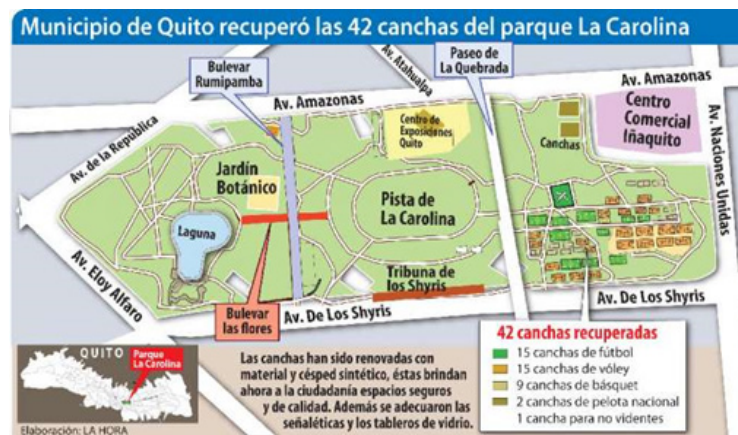 Municipio de Quito recuperó las 42 canchas del parque La Carolina
Bulevar
Rumipamba
Av. Atahualpa
Paseo de
La Quebrada
Av. Amazonas
Av. Amazonas
Av. de la Republica
Centro de
Exposiciones
Quito
Canchas
Centro
Comercial
Iñaquito
Av. Naciones Unidas
Jardín
Botánico
Pista de
La Carolina
Laguna
Av. Eloy Alfaro
Bulevar
las flores
Tribuna de
los Shyris
Av. De Los Shyris
Av. De Los Shyris
QUITO
Parque
La Carolina
Elaboración: LA HORA
Las canchas han sido renovadas con
material y césped sintético, éstas brindan
ahora a la ciudadanía espacios seguros
y de calidad. Además se adecuaron las
señaléticas y los tableros de vidrio.
42 canchas recuperadas
15 canchas de fútbol
15 canchas de vóley
9 canchas de básquet
2 canchas de pelota nacional
1 cancha para no videntes